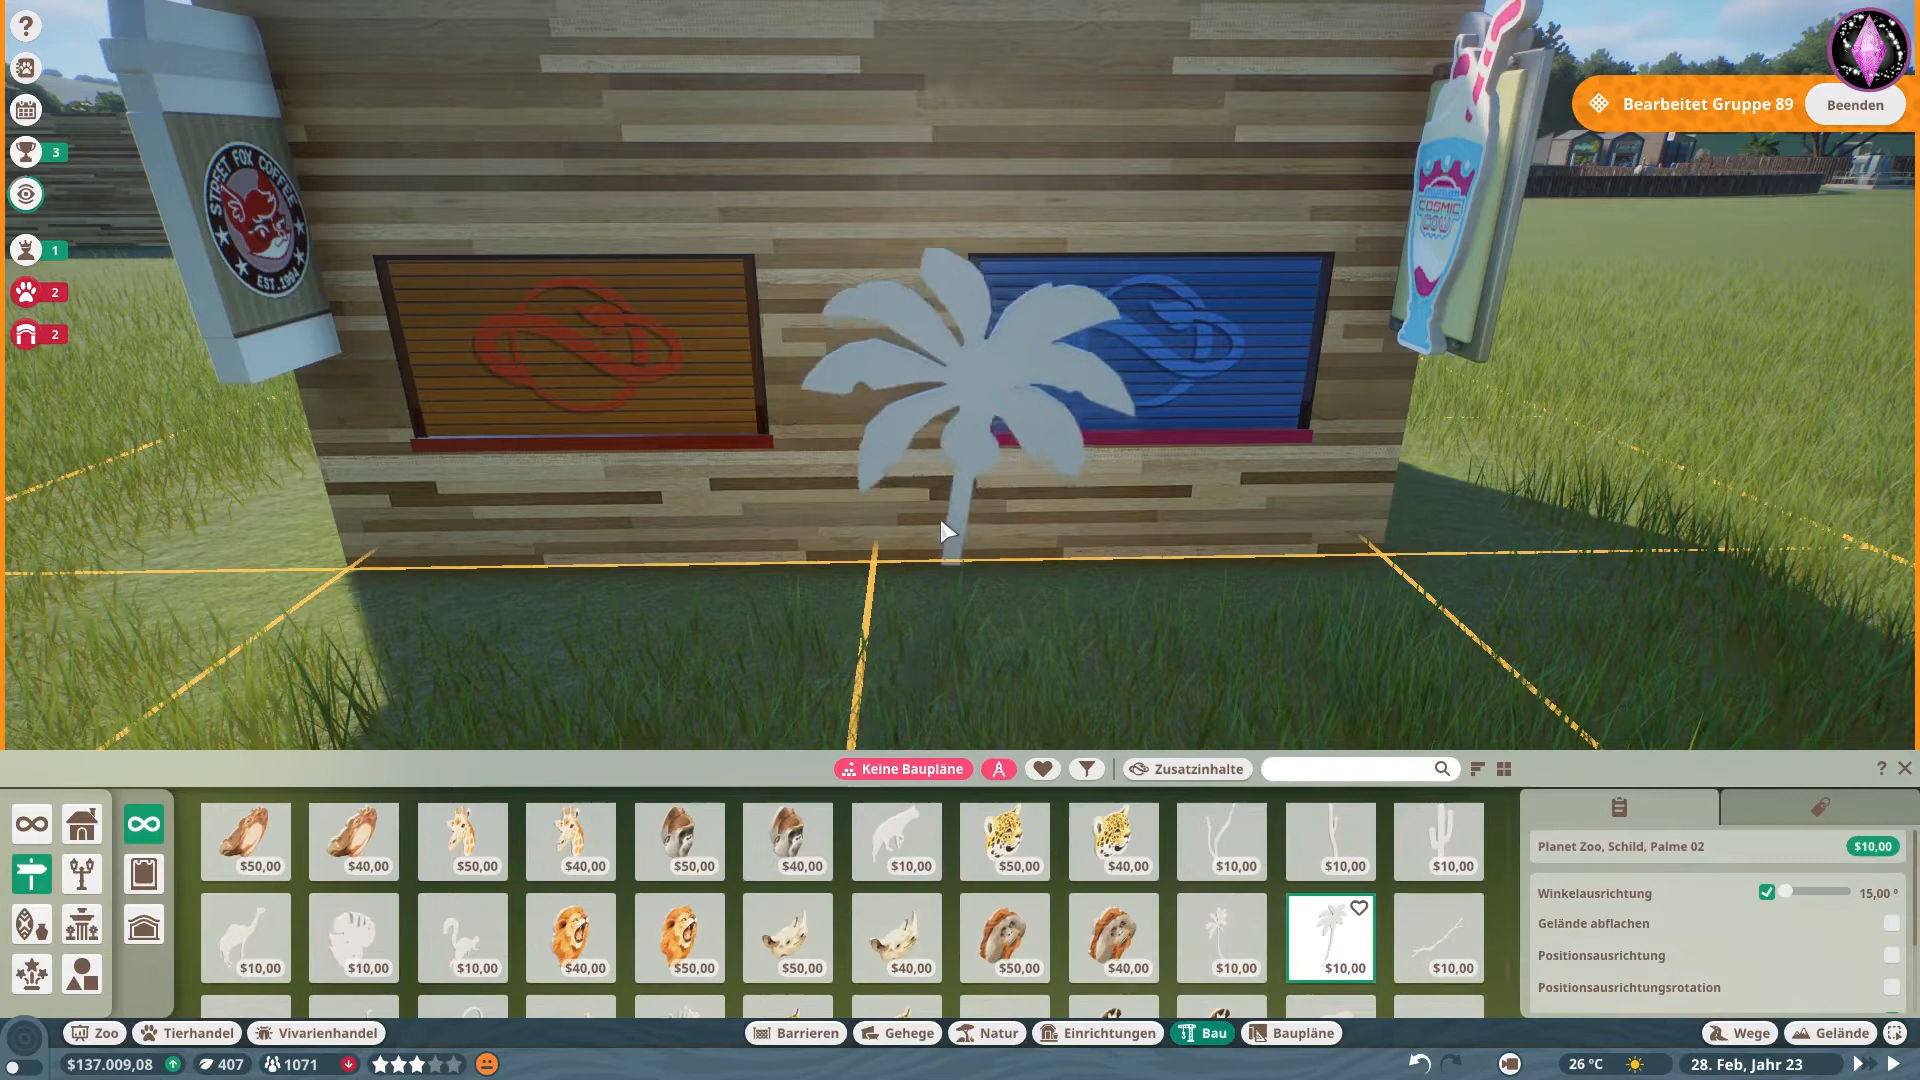 ?
3
1
2
2
Bearbeitet Gruppe 89
Beenden
STREET FOX COFFEE
EST. 1994
COSMIC
COW
Keine Baupläne
Zusatzinhalte
?
$50,00
$40,00
$50,00
$40,00
$50,00
$40,00
$10,00
$50,00
$40,00
$10,00
$10,00
$10,00
$10,00
$10,00
$10,00
$40,00
$50,00
$50,00
$40,00
$50,00
$40,00
$10,00
$10,00
$10,00
Planet Zoo, Schild, Palme 02
$10,00
Winkelausrichtung
15,00 °
Gelände abflachen
Positionsausrichtung
Positionsausrichtungsrotation
Zoo
Tierhandel
Vivarienhandel
Barrieren
Gehege
Natur
Einrichtungen
Bau
Baupläne
Wege
Gelände
$137.009,08
407
1071
26 °C
28. Feb, Jahr 23